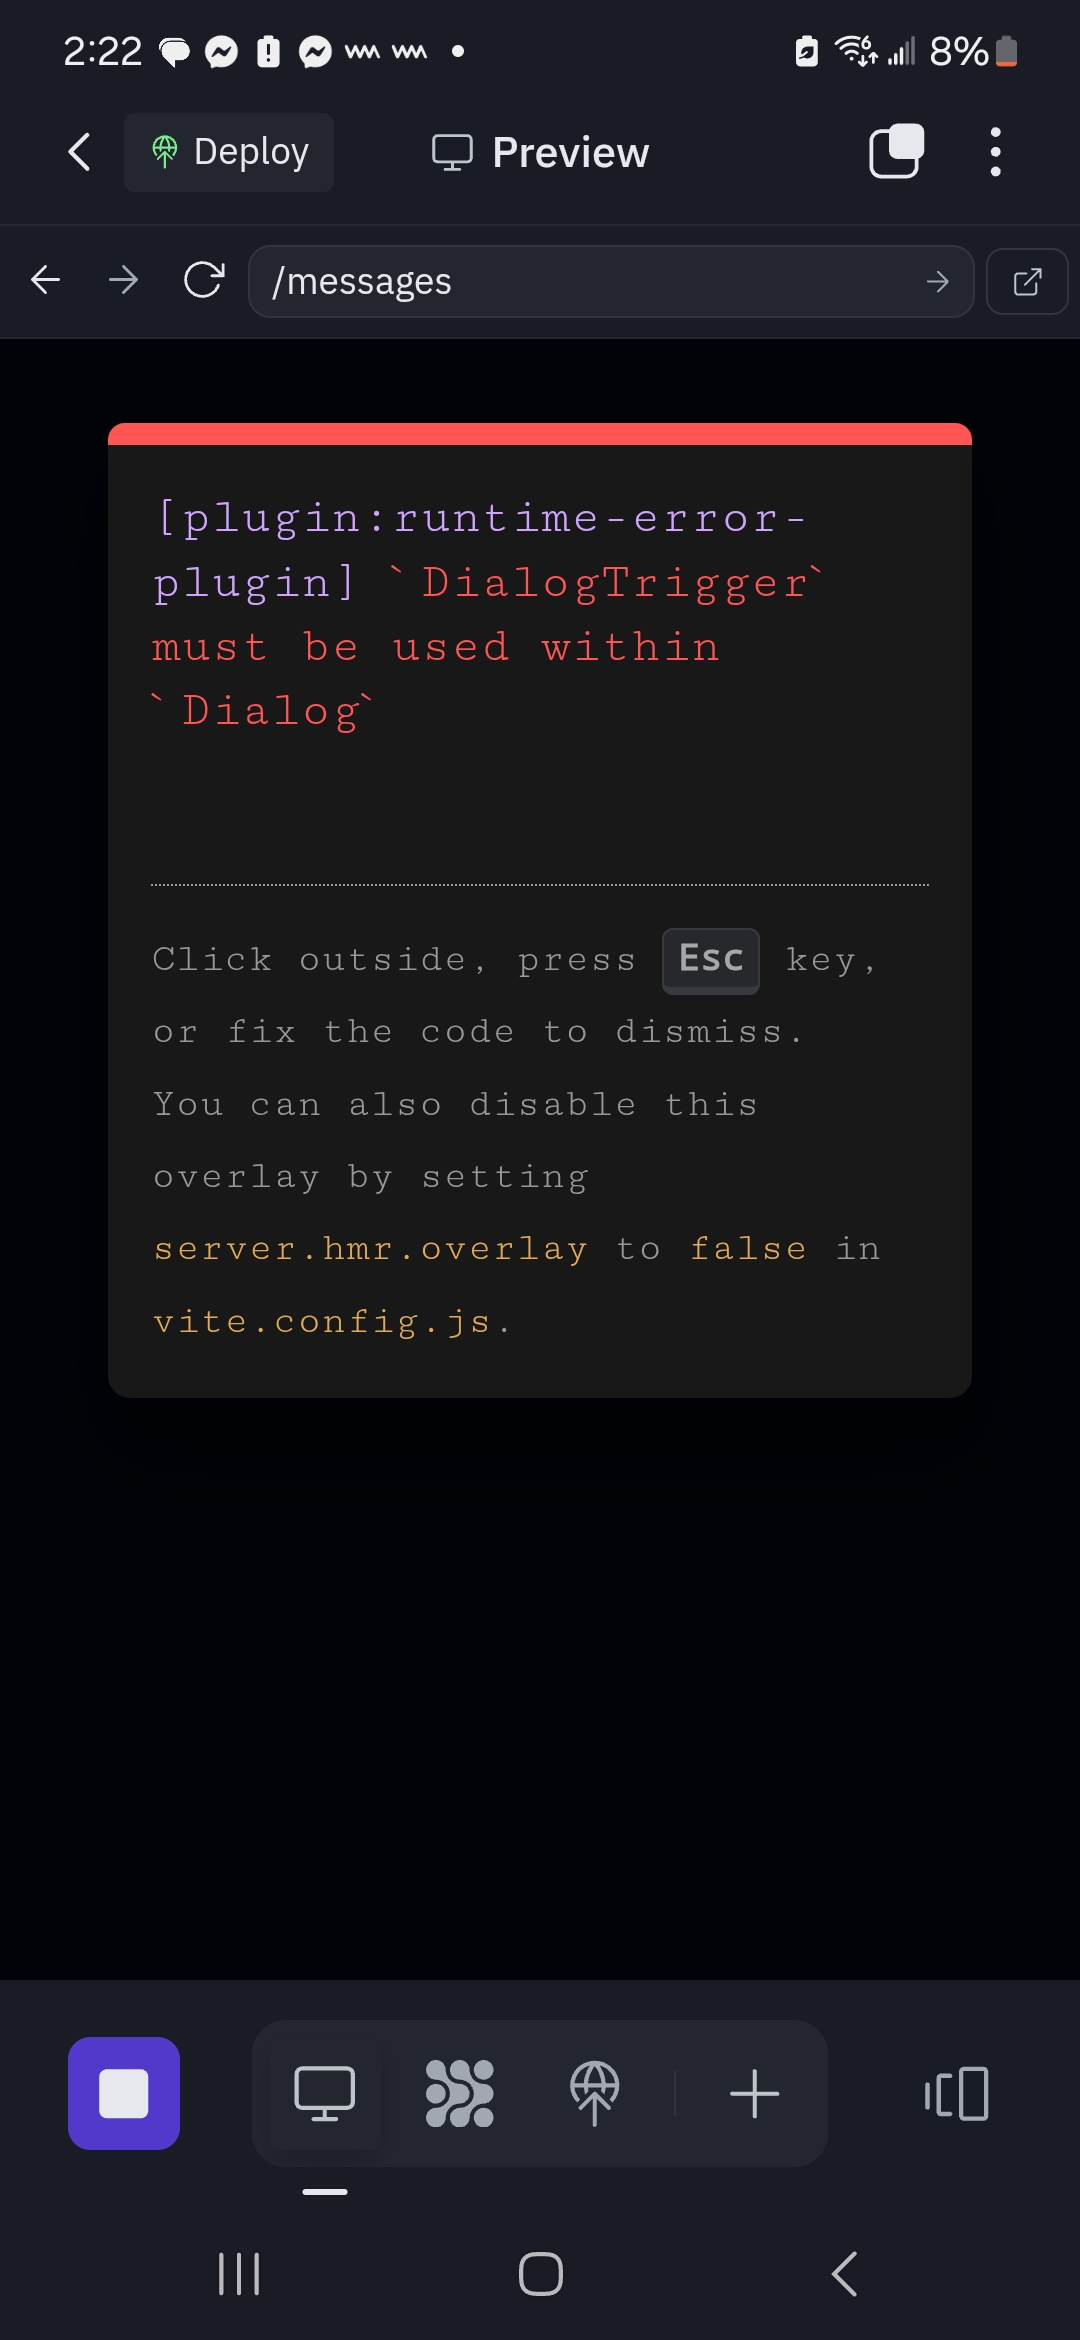 2:22 6 8%
Deploy Preview
/messages
[plugin:runtime-error-
plugin] `DialogTrigger`
must be used within
`Dialog`
Click outside, press Esc key,
or fix the code to dismiss.
You can also disable this
overlay by setting
server.hmr.overlay to false in
vite.config.js.